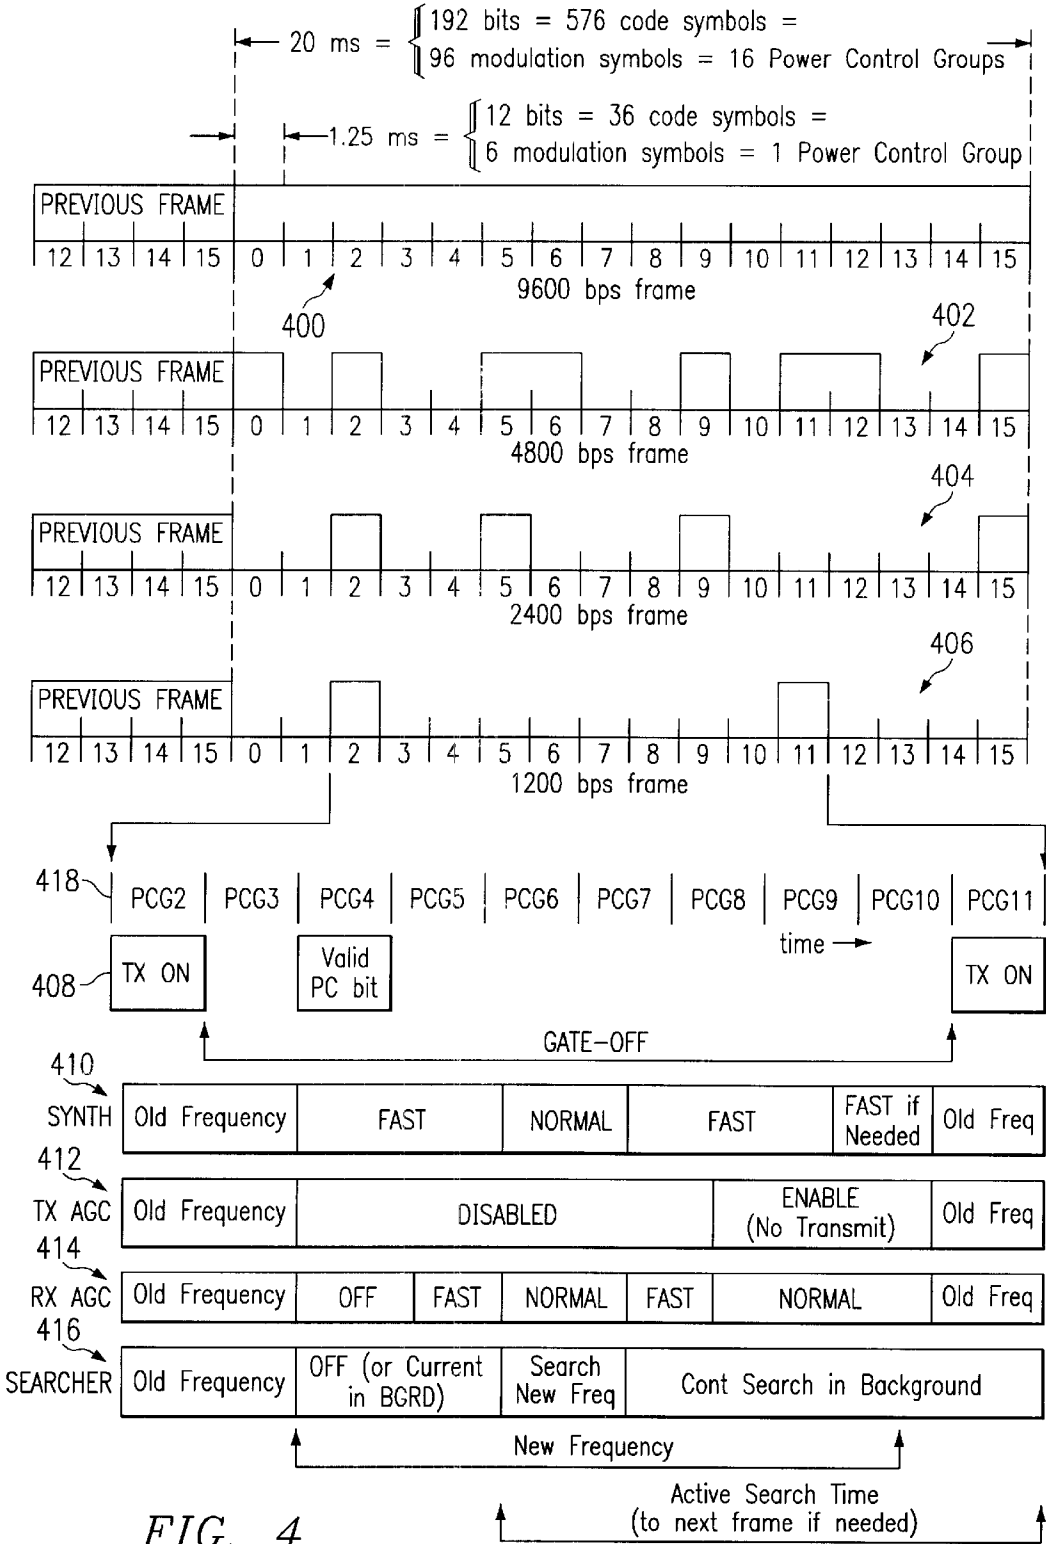 20 ms = 192 bits = 576 code symbols =
96 modulation symbols = 16 Power Control Groups
1.25 ms = 12 bits = 36 code symbols =
6 modulation symbols = 1 Power Control Group
PREVIOUS FRAME
12 13 14 15 0 1 2 3 4 5 6 7 8 9 10 11 12 13 14 15
9600 bps frame
400
402
PREVIOUS FRAME
12 13 14 15 0 1 2 3 4 5 6 7 8 9 10 11 12 13 14 15
4800 bps frame
404
PREVIOUS FRAME
12 13 14 15 0 1 2 3 4 5 6 7 8 9 10 11 12 13 14 15
2400 bps frame
406
PREVIOUS FRAME
12 13 14 15 0 1 2 3 4 5 6 7 8 9 10 11 12 13 14 15
1200 bps frame
418 PCG2 PCG3 PCG4 PCG5 PCG6 PCG7 PCG8 PCG9 PCG10 PCG11
time
408 TX ON Valid PC bit TX ON
GATE-OFF
410
SYNTH Old Frequency FAST NORMAL FAST FAST if Needed Old Freq
412
TX AGC Old Frequency DISABLED ENABLE (No Transmit) Old Freq
414
RX AGC Old Frequency OFF FAST NORMAL FAST NORMAL Old Freq
416
SEARCHER Old Frequency OFF (or Current in BGRD) Search New Freq Cont Search in Background
New Frequency
Active Search Time
(to next frame if needed)
FIG. 4